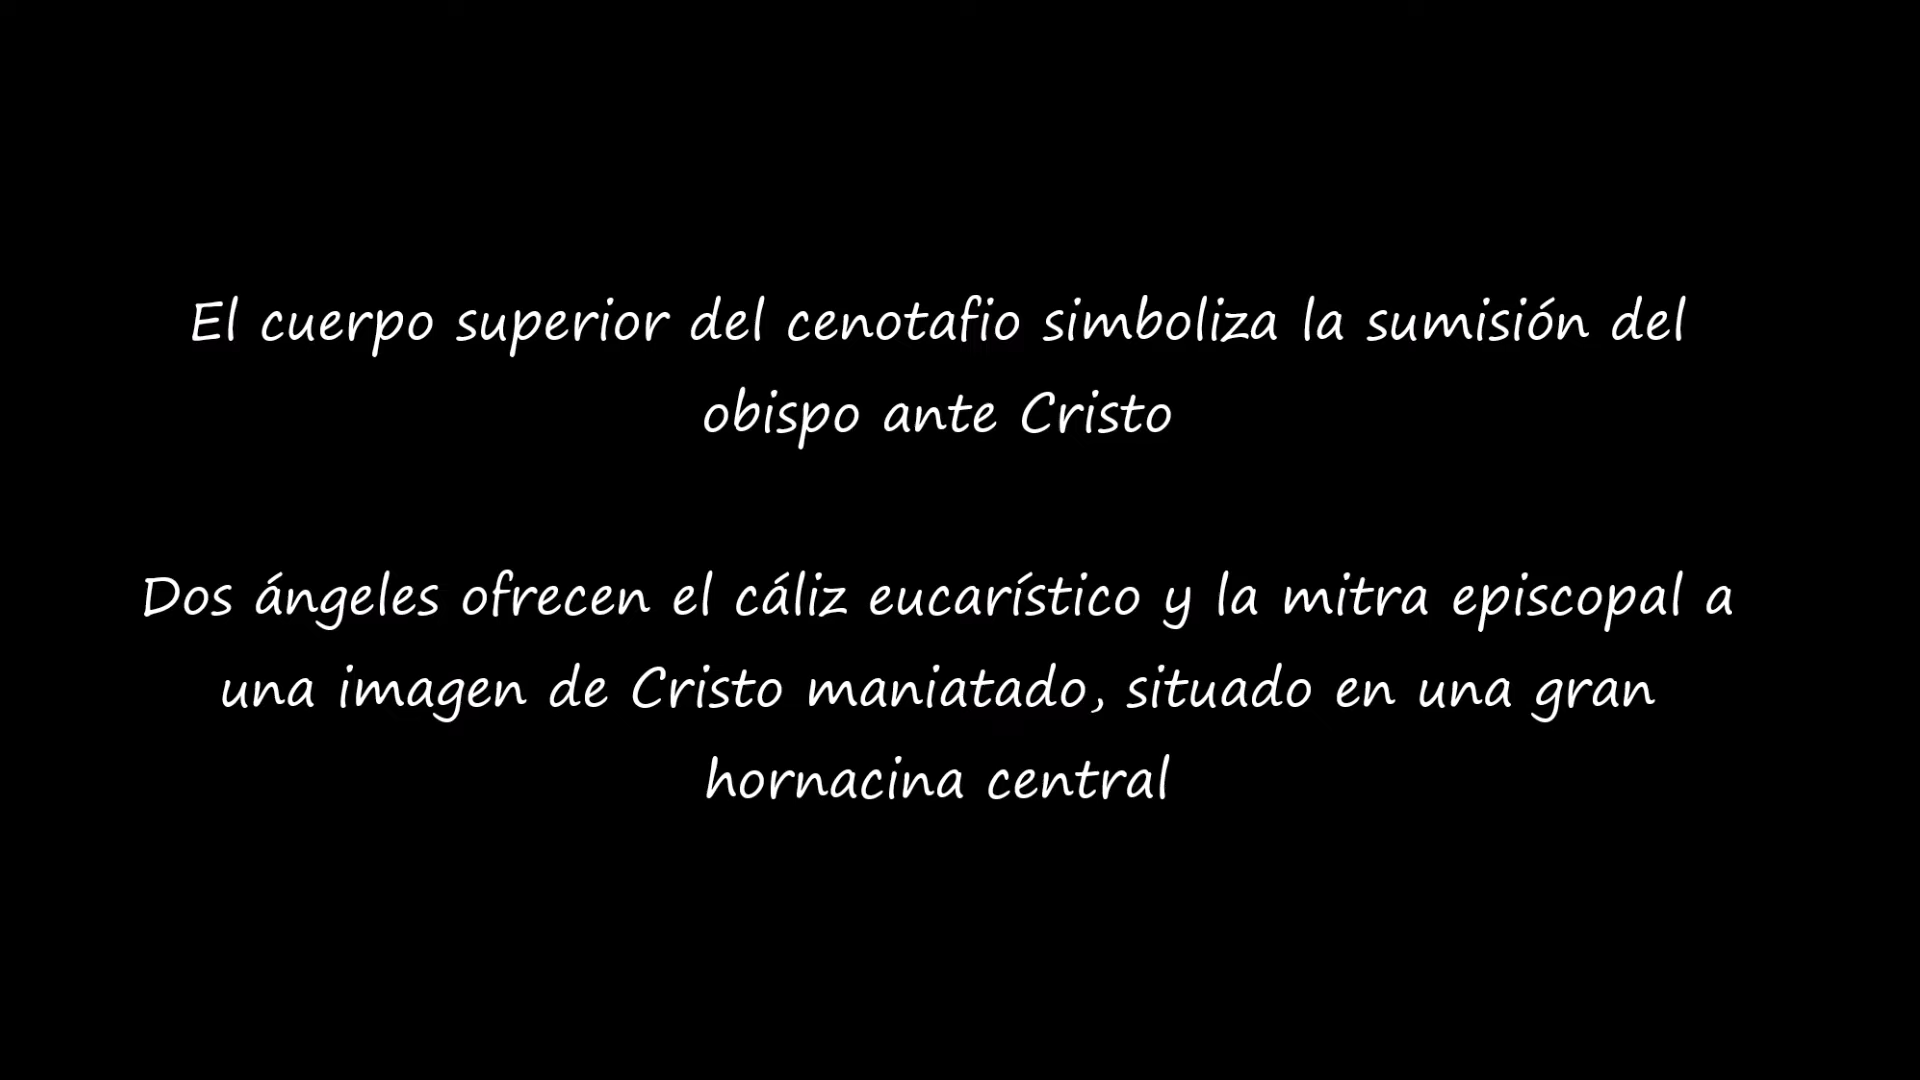 El cuerpo superior del cenotafio simboliza la sumisión del
obispo ante Cristo
Dos ángeles ofrecen el cáliz eucarístico y la mitra episcopal a
una imagen de Cristo maniatado, situado en una gran
hornacina central